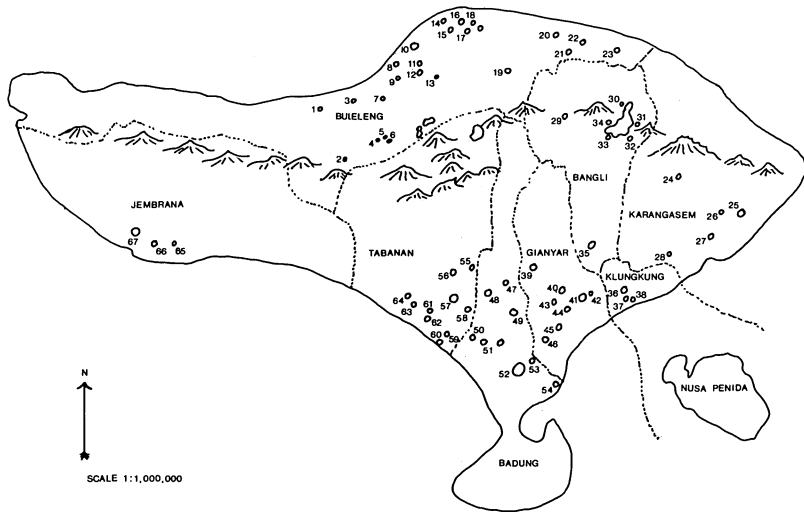 14 16 18
15 17
20 22
21 23
10
8 11
9 12
13
19
1 3 7
BULELENG
5
4 6
2
30
29 34 31
33 32
BANGLI
24
JEMBRANA
KARANGASEM
26 25
67
66 65
27
TABANAN
GIANYAR
35
28
KLUNGKUNG
56 55
39
64 57 48 47
40 36
63 61
43 41 42 37 38
62 58 49 44
60 59 50 51
45
46
52 53
54
N
NUSA PENIDA
BADUNG
SCALE 1:1,000,000